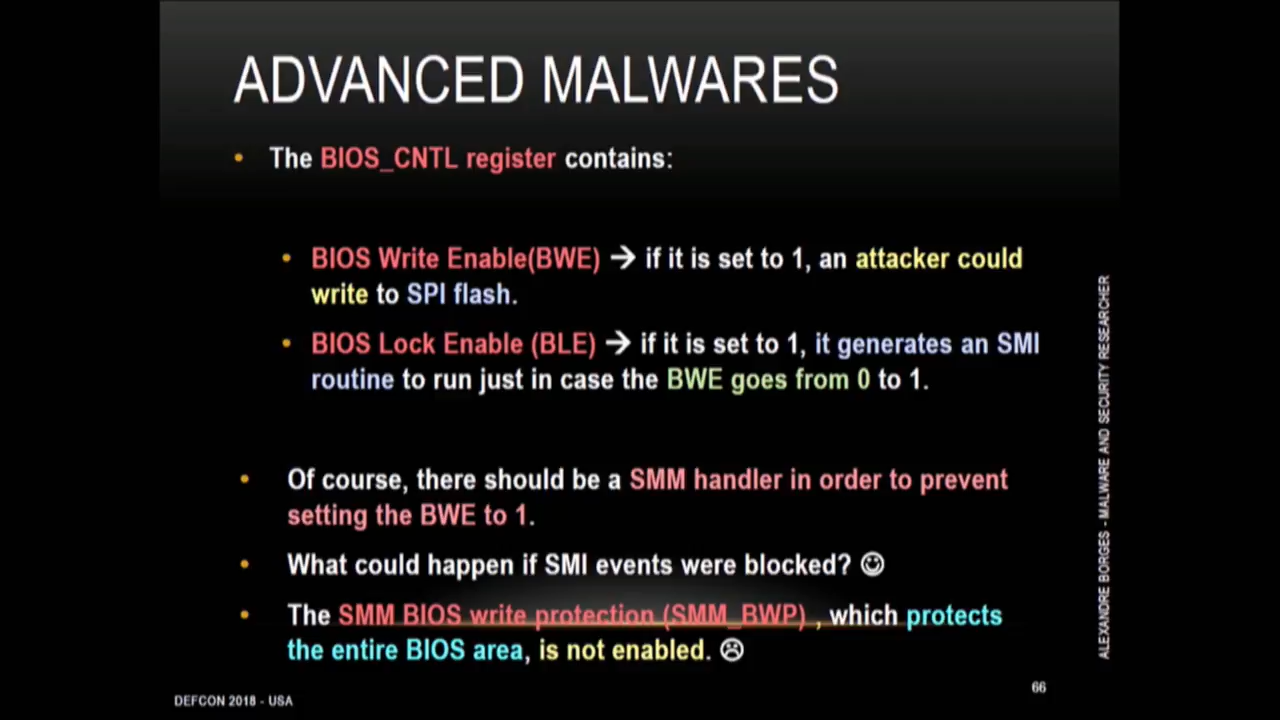 ADVANCED MALWARES
• The BIOS_CNTL register contains:
• BIOS Write Enable(BWE) → if it is set to 1, an attacker could
write to SPI flash.
• BIOS Lock Enable (BLE) → if it is set to 1, it generates an SMI
routine to run just in case the BWE goes from 0 to 1.
• Of course, there should be a SMM handler in order to prevent
setting the BWE to 1.
• What could happen if SMI events were blocked? ☺
• The SMM BIOS write protection (SMM_BWP) , which protects
the entire BIOS area, is not enabled. ☹
ALEXANDRE BORGES - MALWARE AND SECURITY RESEARCHER
DEFCON 2018 - USA
66